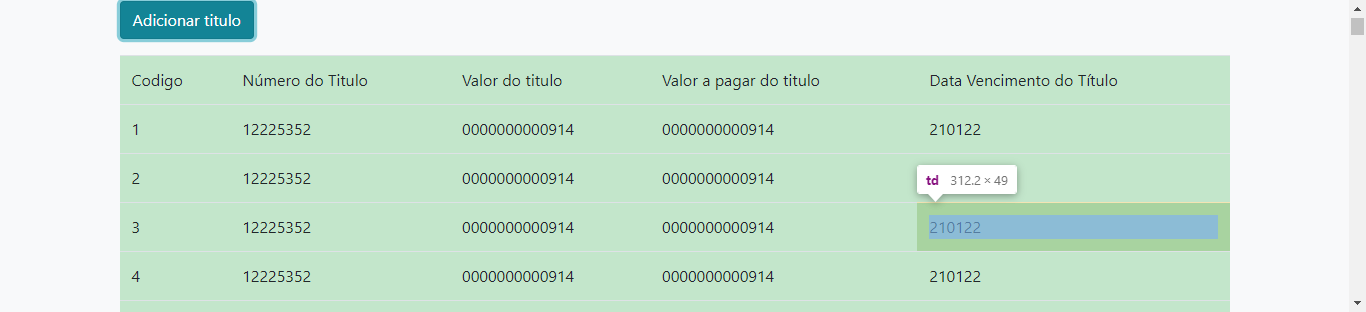 Adicionar titulo
Codigo Número do Titulo Valor do titulo Valor a pagar do titulo Data Vencimento do Título
1 12225352 0000000000914 0000000000914 210122
2 12225352 0000000000914 0000000000914
td 312.2 × 49
3 12225352 0000000000914 0000000000914 210122
4 12225352 0000000000914 0000000000914 210122